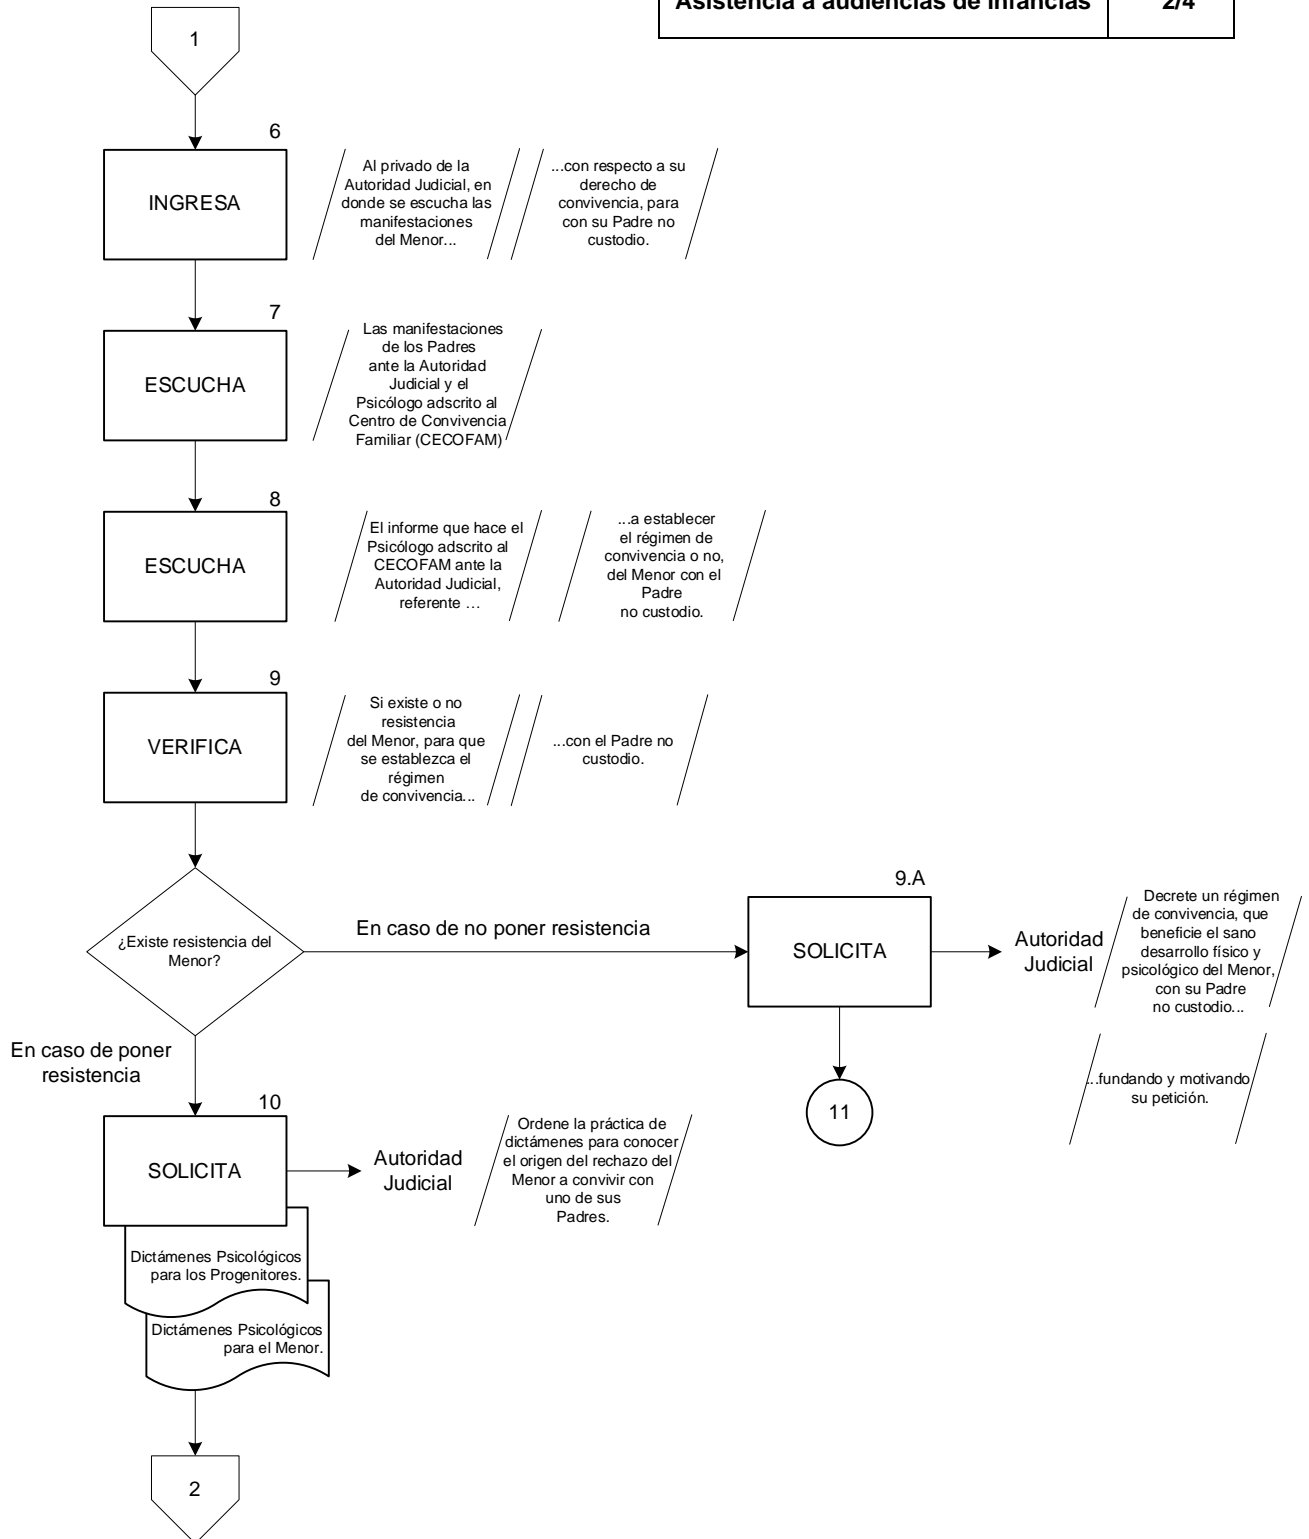 Asistencia a audiencias de infancias 2/4
1
6
INGRESA
Al privado de la
Autoridad Judicial, en
donde se escucha las
manifestaciones
del Menor...
...con respecto a su
derecho de
convivencia, para
con su Padre no
custodio.
7
ESCUCHA
Las manifestaciones
de los Padres
ante la Autoridad
Judicial y el
Psicólogo adscrito al
Centro de Convivencia
Familiar (CECOFAM)
8
ESCUCHA
El informe que hace el
Psicólogo adscrito al
CECOFAM ante la
Autoridad Judicial,
referente …
...a establecer
el régimen de
convivencia o no,
del Menor con el
Padre
no custodio.
9
VERIFICA
Si existe o no
resistencia
del Menor, para que
se establezca el
régimen
de convivencia...
...con el Padre no
custodio.
¿Existe resistencia del
Menor?
En caso de no poner resistencia
9.A
SOLICITA
Autoridad
Judicial
Decrete un régimen
de convivencia, que
beneficie el sano
desarrollo físico y
psicológico del Menor,
con su Padre
no custodio...
...fundando y motivando
su petición.
11
En caso de poner
resistencia
10
SOLICITA
Autoridad
Judicial
Ordene la práctica de
dictámenes para conocer
el origen del rechazo del
Menor a convivir con
uno de sus
Padres.
Dictámenes Psicológicos
para los Progenitores.
Dictámenes Psicológicos
para el Menor.
2